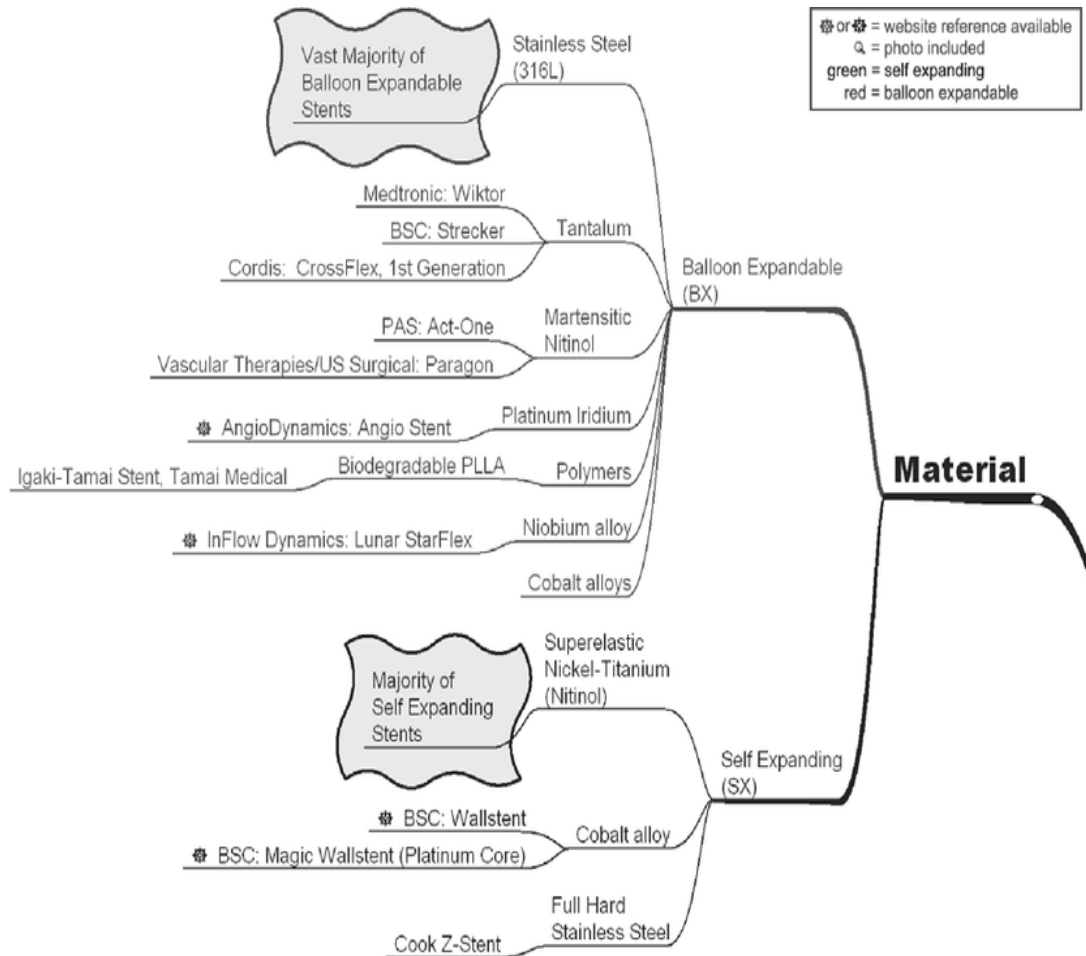 Vast Majority of
Balloon Expandable
Stents
Stainless Steel
(316L)
⚙ or ⚙ = website reference available
= photo included
green = self expanding
red = balloon expandable
Medtronic: Wiktor
BSC: Strecker
Cordis: CrossFlex, 1st Generation
Tantalum
Balloon Expandable
(BX)
PAS: Act-One
Vascular Therapies/US Surgical: Paragon
Martensitic
Nitinol
AngioDynamics: Angio Stent
Platinum Iridium
Igaki-Tamai Stent, Tamai Medical
Biodegradable PLLA
Polymers
Material
InFlow Dynamics: Lunar StarFlex
Niobium alloy
Cobalt alloys
Majority of
Self Expanding
Stents
Superelastic
Nickel-Titanium
(Nitinol)
Self Expanding
(SX)
BSC: Wallstent
BSC: Magic Wallstent (Platinum Core)
Cobalt alloy
Cook Z-Stent
Full Hard
Stainless Steel